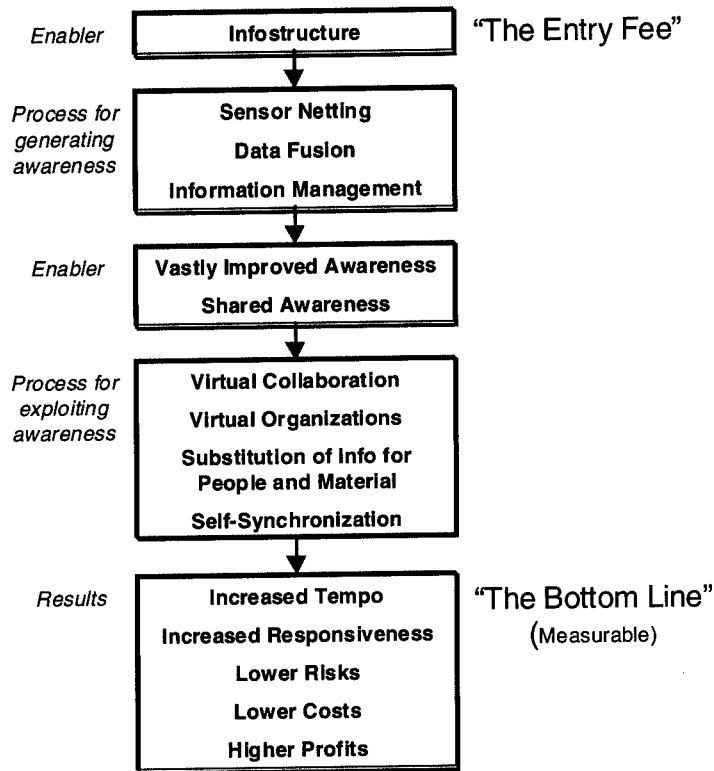 Enabler
Infostructure
“The Entry Fee”
Process for
generating
awareness
Sensor Netting
Data Fusion
Information Management
Enabler
Vastly Improved Awareness
Shared Awareness
Process for
exploiting
awareness
Virtual Collaboration
Virtual Organizations
Substitution of Info for
People and Material
Self-Synchronization
Results
Increased Tempo
Increased Responsiveness
Lower Risks
Lower Costs
Higher Profits
“The Bottom Line”
(Measurable)